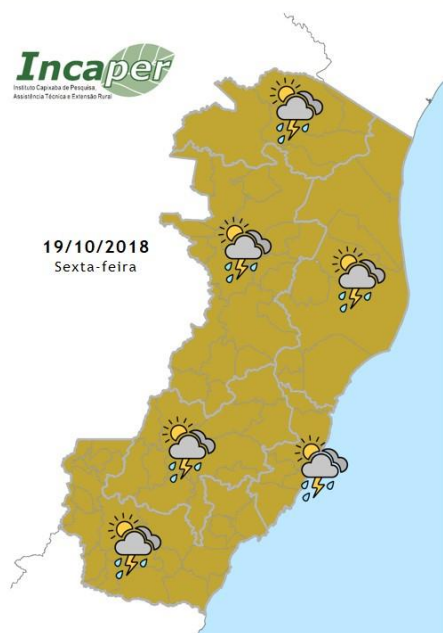 Incaper
Instituto Capixaba de Pesquisa,
Assistência Técnica e Extensão Rural
19/10/2018
Sexta-feira